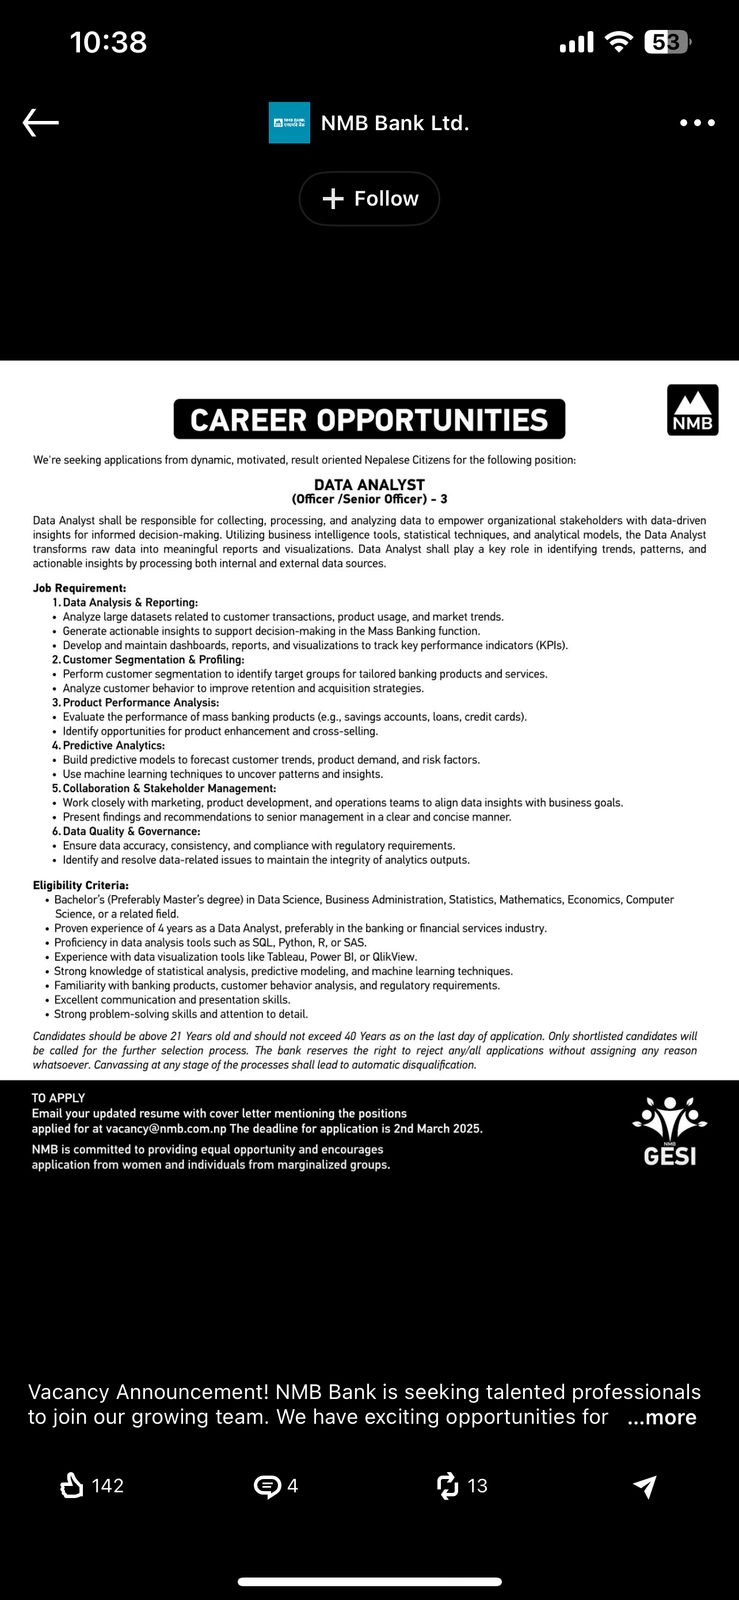 10:38
53
NMB Bank Ltd.
+ Follow
CAREER OPPORTUNITIES
NMB
We're seeking applications from dynamic, motivated, result oriented Nepalese Citizens for the following position:
DATA ANALYST
(Officer /Senior Officer) - 3
Data Analyst shall be responsible for collecting, processing, and analyzing data to empower organizational stakeholders with data-driven
insights for informed decision-making. Utilizing business intelligence tools, statistical techniques, and analytical models, the Data Analyst
transforms raw data into meaningful reports and visualizations. Data Analyst shall play a key role in identifying trends, patterns, and
actionable insights by processing both internal and external data sources.
Job Requirement:
1. Data Analysis & Reporting:
• Analyze large datasets related to customer transactions, product usage, and market trends.
• Generate actionable insights to support decision-making in the Mass Banking function.
• Develop and maintain dashboards, reports, and visualizations to track key performance indicators (KPIs).
2. Customer Segmentation & Profiling:
• Perform customer segmentation to identify target groups for tailored banking products and services.
• Analyze customer behavior to improve retention and acquisition strategies.
3. Product Performance Analysis:
• Evaluate the performance of mass banking products (e.g., savings accounts, loans, credit cards).
• Identify opportunities for product enhancement and cross-selling.
4. Predictive Analytics:
• Build predictive models to forecast customer trends, product demand, and risk factors.
• Use machine learning techniques to uncover patterns and insights.
5. Collaboration & Stakeholder Management:
• Work closely with marketing, product development, and operations teams to align data insights with business goals.
• Present findings and recommendations to senior management in a clear and concise manner.
6. Data Quality & Governance:
• Ensure data accuracy, consistency, and compliance with regulatory requirements.
• Identify and resolve data-related issues to maintain the integrity of analytics outputs.
Eligibility Criteria:
• Bachelor's (Preferably Master's degree) in Data Science, Business Administration, Statistics, Mathematics, Economics, Computer
Science, or a related field.
• Proven experience of 4 years as a Data Analyst, preferably in the banking or financial services industry.
• Proficiency in data analysis tools such as SQL, Python, R, or SAS.
• Experience with data visualization tools like Tableau, Power BI, or QlikView.
• Strong knowledge of statistical analysis, predictive modeling, and machine learning techniques.
• Familiarity with banking products, customer behavior analysis, and regulatory requirements.
• Excellent communication and presentation skills.
• Strong problem-solving skills and attention to detail.
Candidates should be above 21 Years old and should not exceed 40 Years as on the last day of application. Only shortlisted candidates will
be called for the further selection process. The bank reserves the right to reject any/all applications without assigning any reason
whatsoever. Canvassing at any stage of the processes shall lead to automatic disqualification.
TO APPLY
Email your updated resume with cover letter mentioning the positions
applied for at vacancy@nmb.com.np The deadline for application is 2nd March 2025.
NMB is committed to providing equal opportunity and encourages
application from women and individuals from marginalized groups.
NMB
GESI
Vacancy Announcement! NMB Bank is seeking talented professionals
to join our growing team. We have exciting opportunities for ...more
142
4
13